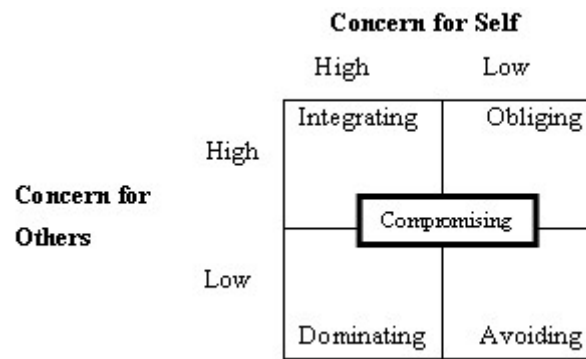 Concern for Self
High Low
Integrating Obliging
High
Concern for
Others
Compromising
Low
Dominating Avoiding